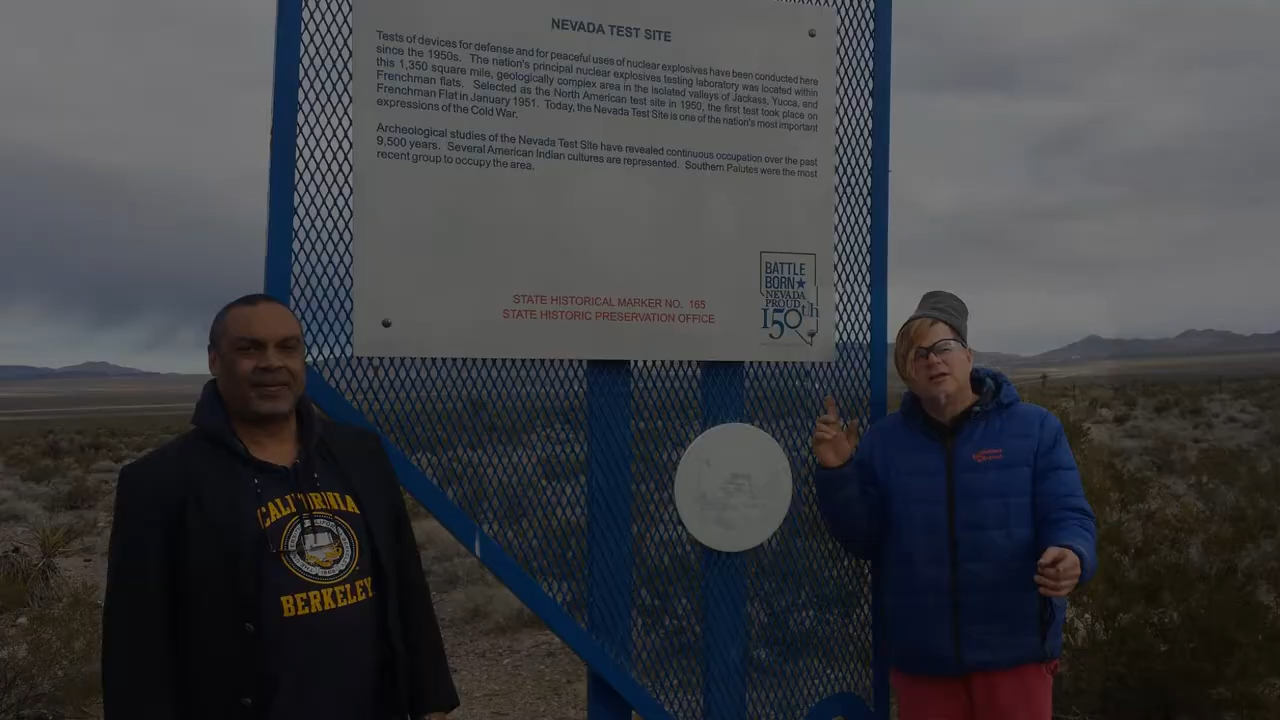 NEVADA TEST SITE
Tests of devices for defense and for peaceful uses of nuclear explosives have been conducted here
since the 1950s. The nation's principal nuclear explosives testing laboratory was located within
this 1,350 square mile, geologically complex area in the isolated valleys of Jackass, Yucca, and
Frenchman flats. Selected as the North American test site in 1950, the first test took place on
Frenchman Flat in January 1951. Today, the Nevada Test Site is one of the nation's most important
expressions of the Cold War.
Archeological studies of the Nevada Test Site have revealed continuous occupation over the past
9,500 years. Several American Indian cultures are represented. Southern Paiutes were the most
recent group to occupy the area.
BATTLE
BORN
NEVADA
PROUD
150th
STATE HISTORICAL MARKER NO. 165
STATE HISTORIC PRESERVATION OFFICE
CALIFORNIA
BERKELEY